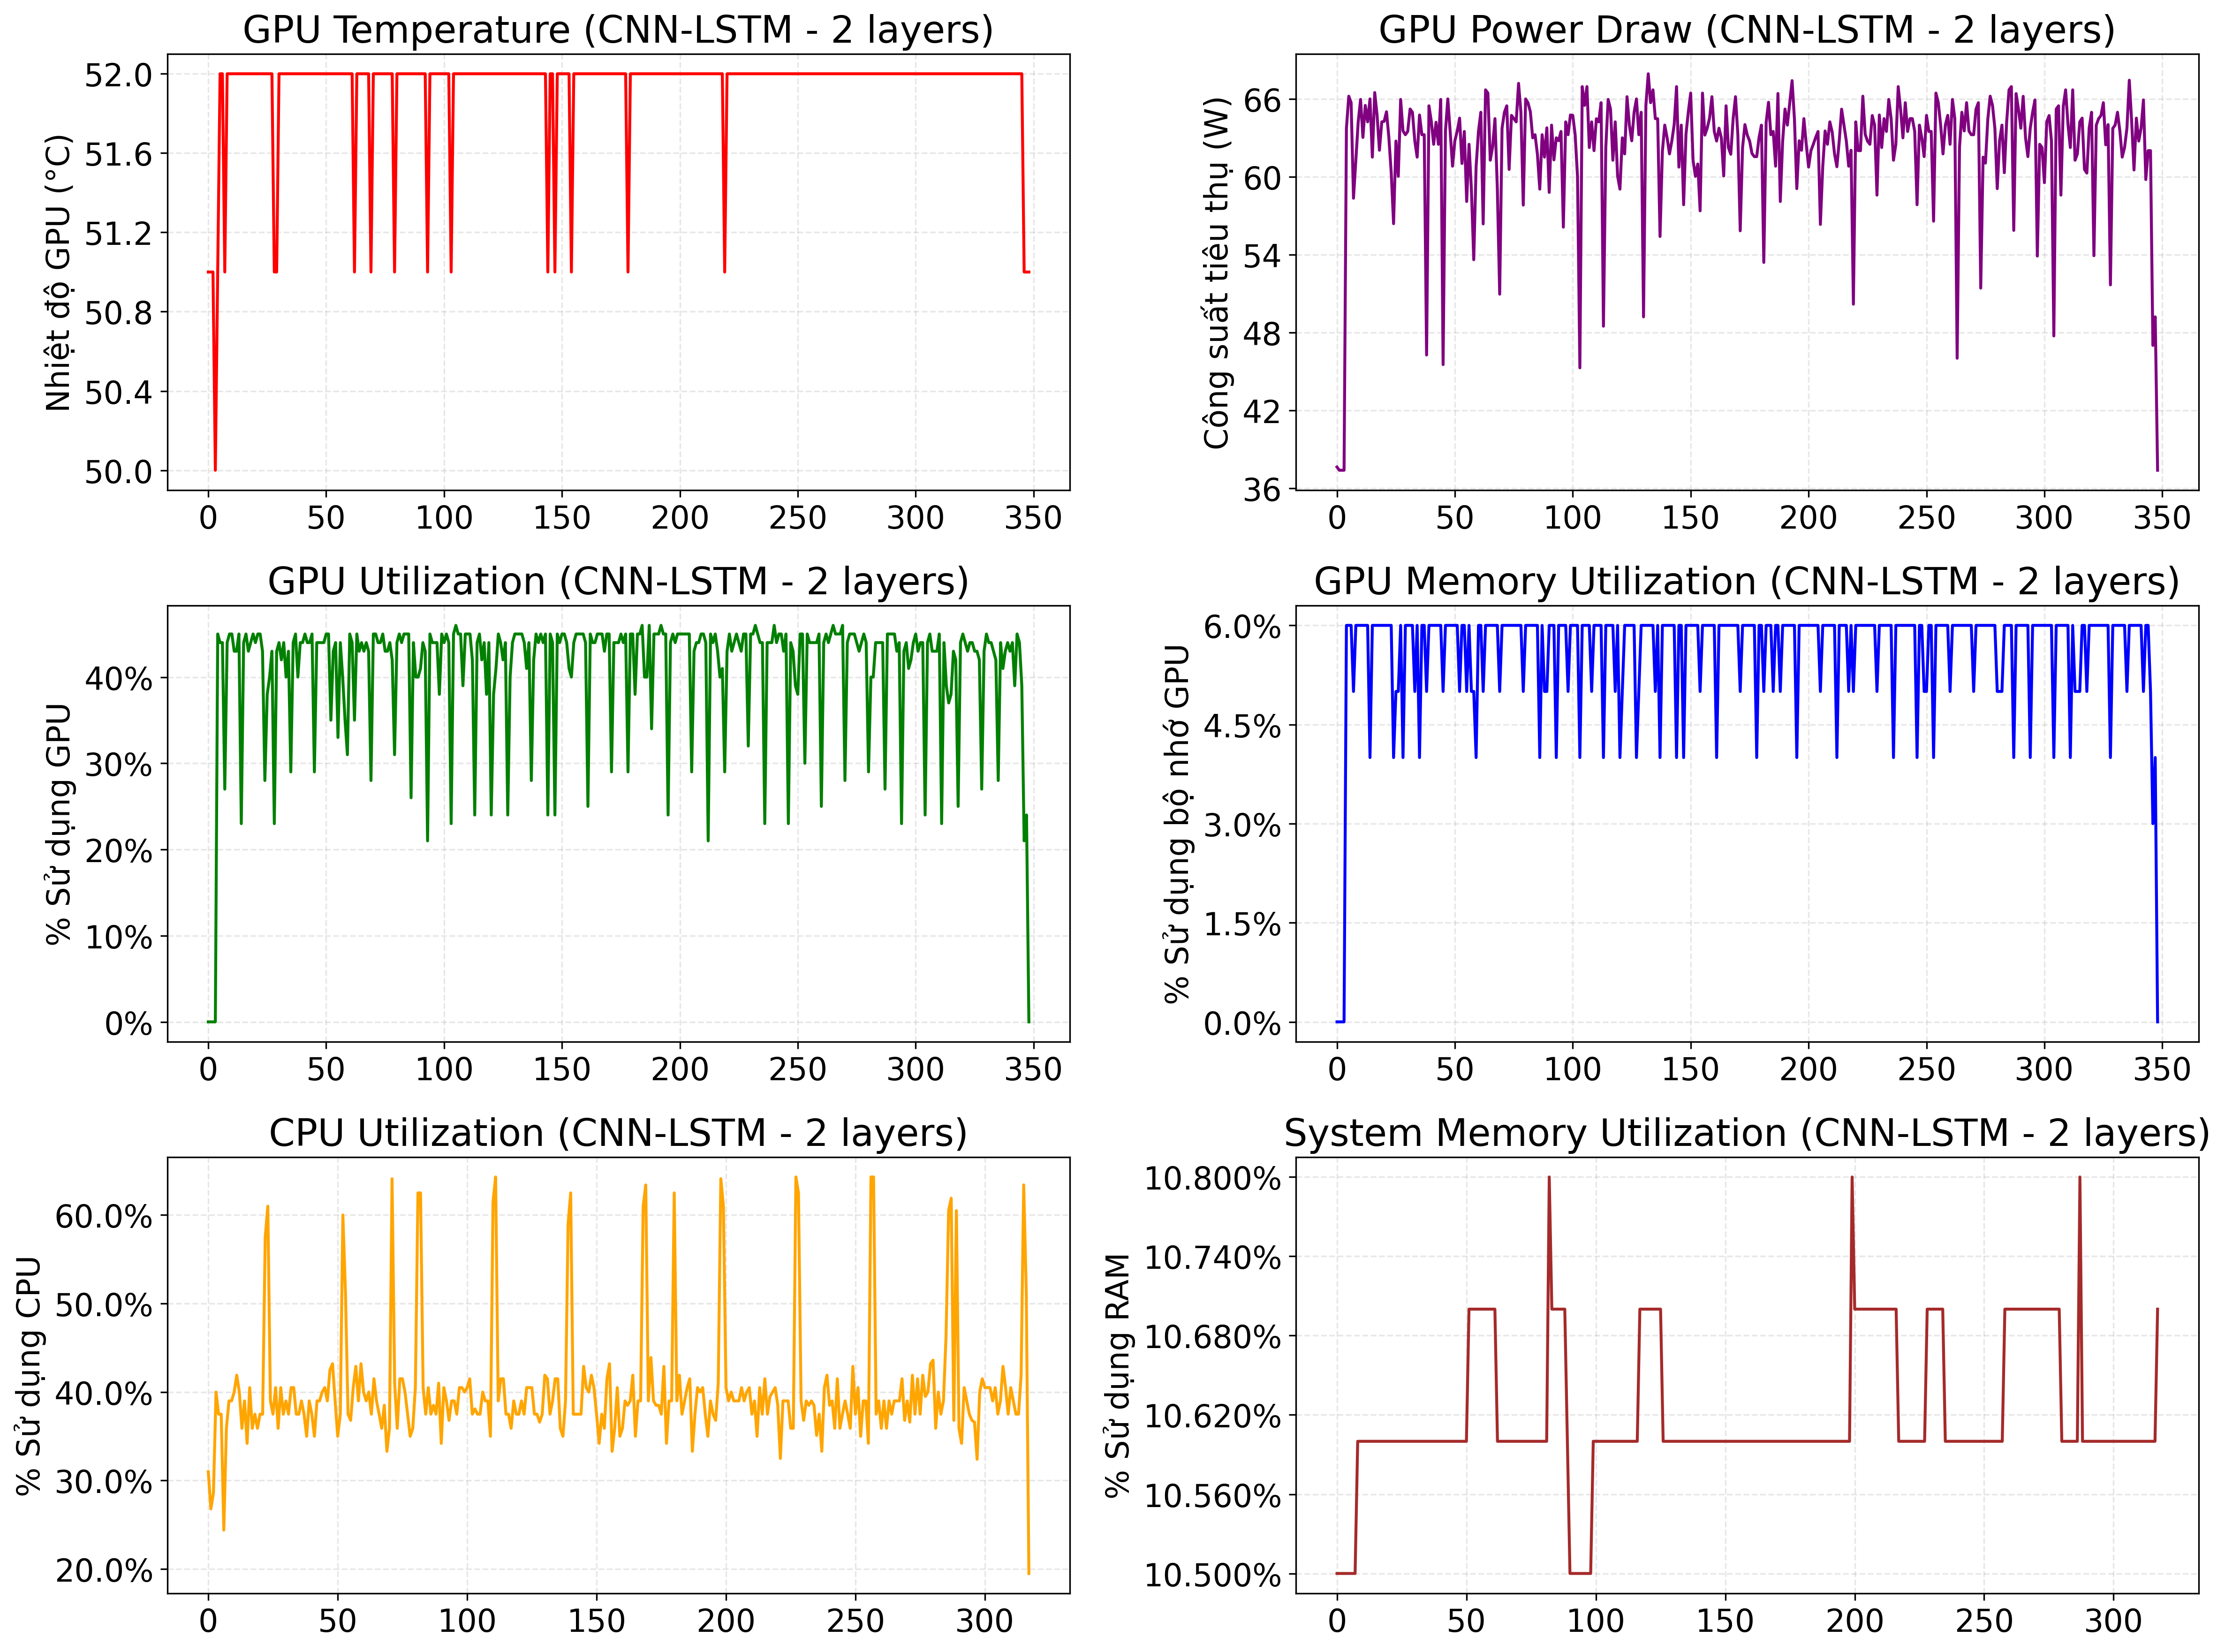 GPU Temperature (CNN-LSTM - 2 layers)
Nhiệt độ GPU (°C)
52.0
51.6
51.2
50.8
50.4
50.0
0 50 100 150 200 250 300 350
GPU Power Draw (CNN-LSTM - 2 layers)
Công suất tiêu thụ (W)
66
60
54
48
42
36
0 50 100 150 200 250 300 350
GPU Utilization (CNN-LSTM - 2 layers)
% Sử dụng GPU
40%
30%
20%
10%
0%
0 50 100 150 200 250 300 350
GPU Memory Utilization (CNN-LSTM - 2 layers)
% Sử dụng bộ nhớ GPU
6.0%
4.5%
3.0%
1.5%
0.0%
0 50 100 150 200 250 300 350
CPU Utilization (CNN-LSTM - 2 layers)
% Sử dụng CPU
60.0%
50.0%
40.0%
30.0%
20.0%
0 50 100 150 200 250 300
System Memory Utilization (CNN-LSTM - 2 layers)
% Sử dụng RAM
10.800%
10.740%
10.680%
10.620%
10.560%
10.500%
0 50 100 150 200 250 300